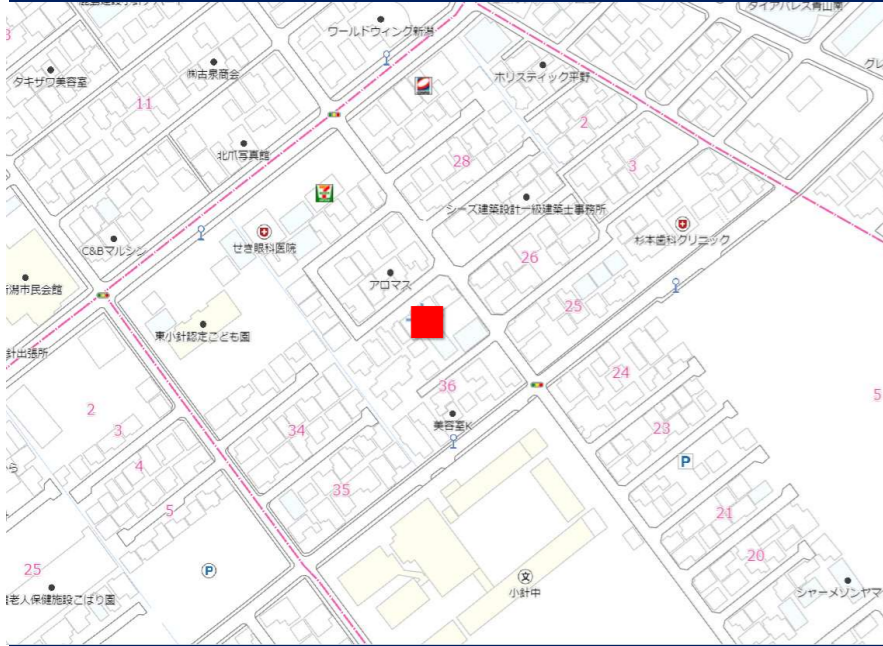 ワールドウィング新潟
タイアパレス青山南
㈱古泉商会
タキザワ美容室
ホリスティック平野
11
2
北爪写真館
28
3
シーズ建築設計一級建築士事務所
杉本歯科クリニック
C&Bマルシン
せき眼科医院
26
アロマス
潟市民会館
25
東小針認定こども園
針出張所
24
36
2
5
3
美容室K
34
23
4
から
P
35
5
21
20
25
P
老人保健施設こばり園
文
小針中
シャーメゾンヤマ